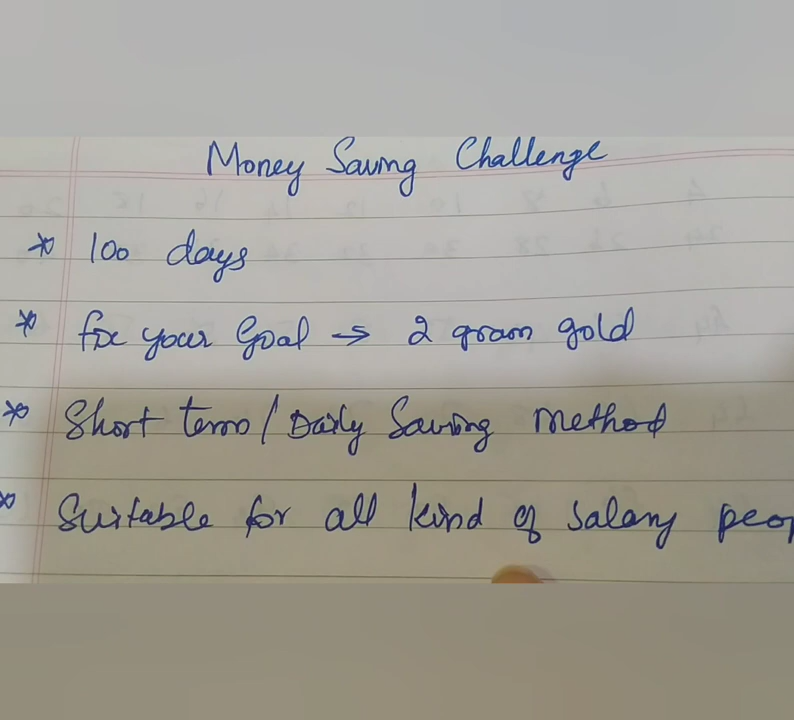 Money Saving Challenge
* 100 days
* fix your Goal → 2 gram gold
* Short term / Daily Saving Method
* Suitable for all kind of salary